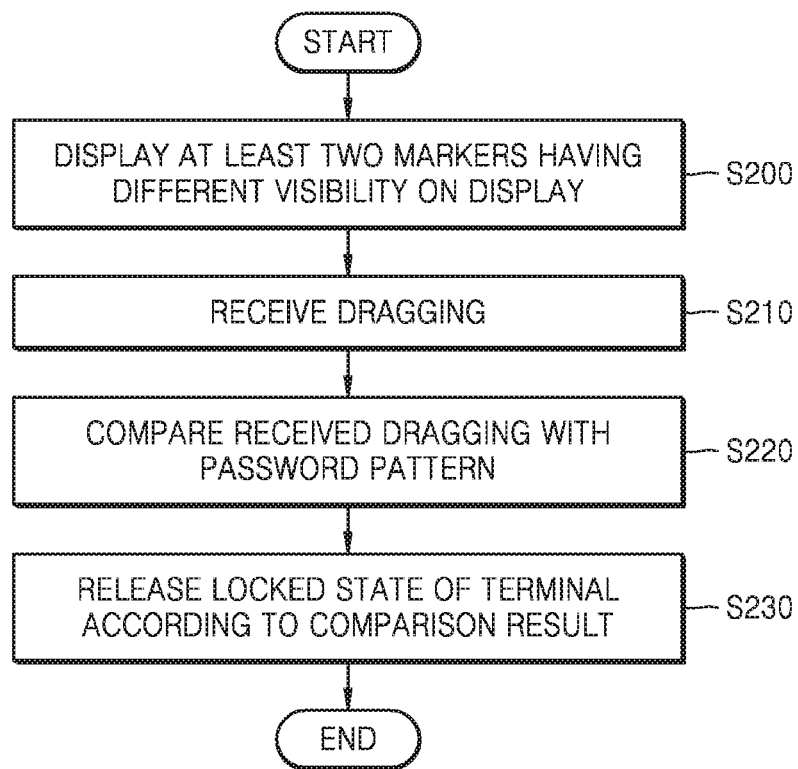 START
DISPLAY AT LEAST TWO MARKERS HAVING
DIFFERENT VISIBILITY ON DISPLAY
S200
RECEIVE DRAGGING
S210
COMPARE RECEIVED DRAGGING WITH
PASSWORD PATTERN
S220
RELEASE LOCKED STATE OF TERMINAL
ACCORDING TO COMPARISON RESULT
S230
END